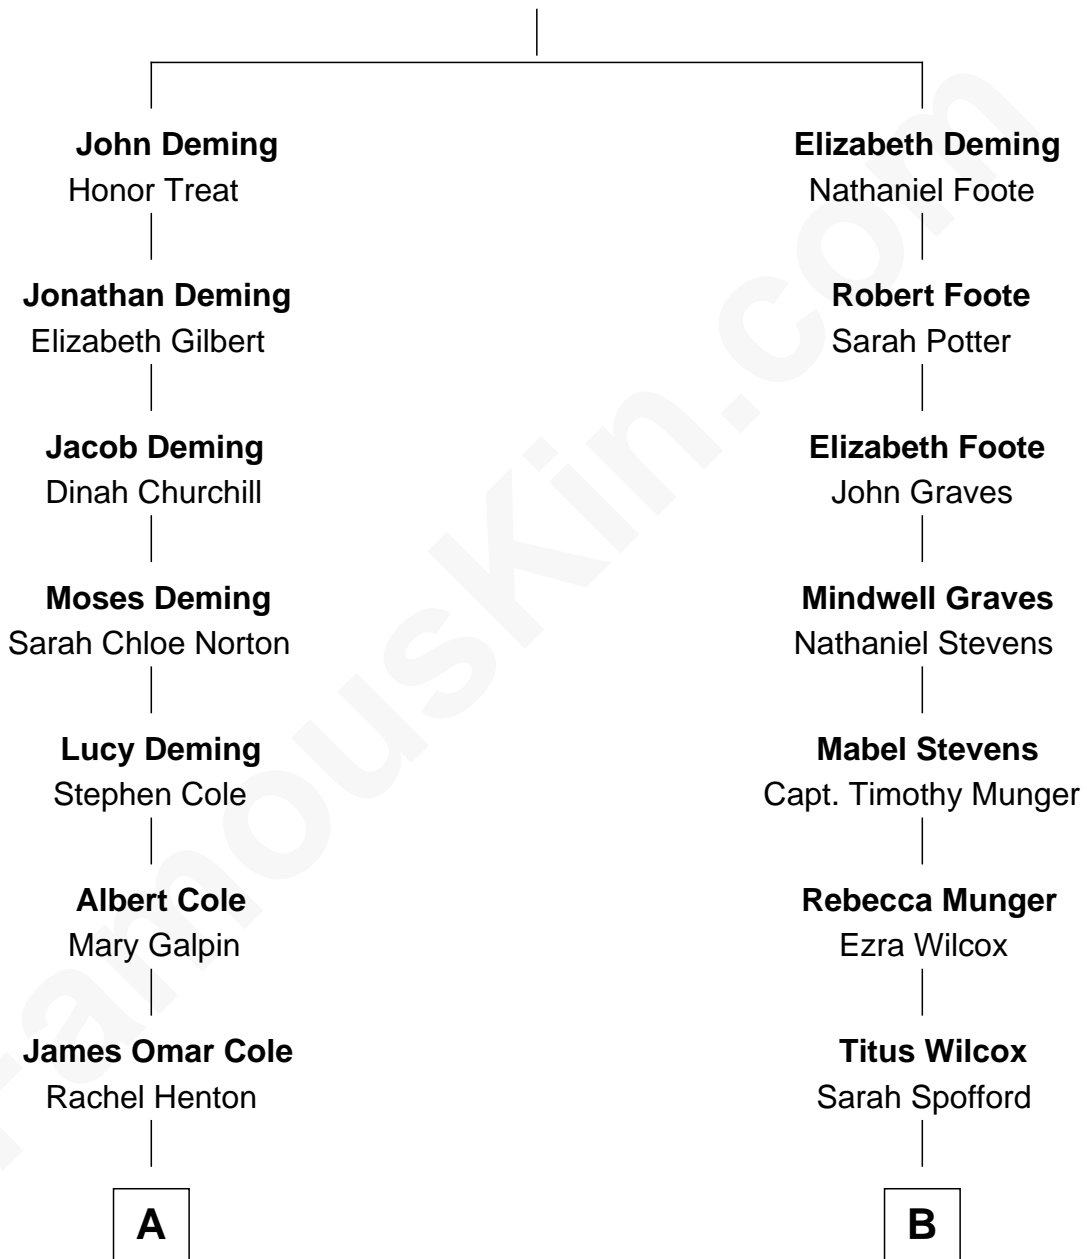 John Deming
Honor Treat
Jonathan Deming
Elizabeth Gilbert
Jacob Deming
Dinah Churchill
Moses Deming
Sarah Chloe Norton
Lucy Deming
Stephen Cole
Albert Cole
Mary Galpin
James Omar Cole
Rachel Henton
A
Elizabeth Deming
Nathaniel Foote
Robert Foote
Sarah Potter
Elizabeth Foote
John Graves
Mindwell Graves
Nathaniel Stevens
Mabel Stevens
Capt. Timothy Munger
Rebecca Munger
Ezra Wilcox
Titus Wilcox
Sarah Spofford
B
FamousKin.com